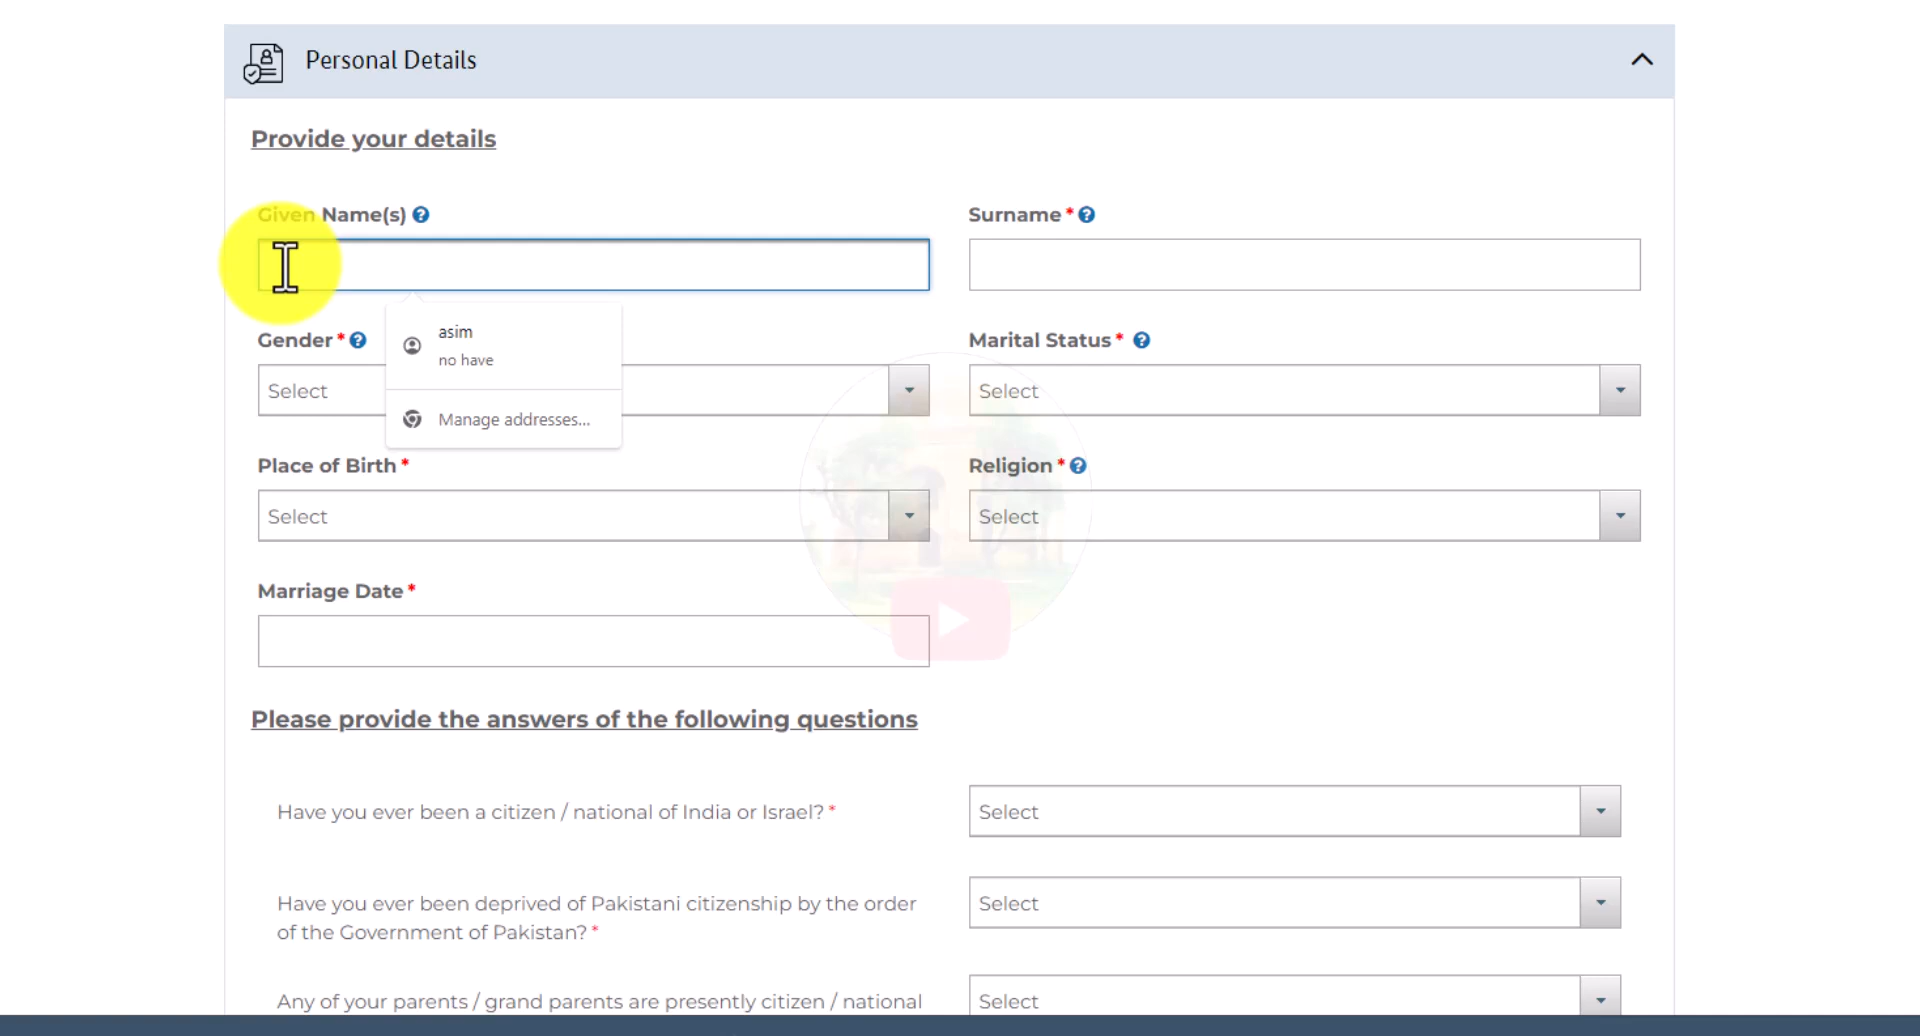 Personal Details
Provide your details
Given Name(s)
Surname *
asim
no have
Manage addresses...
Gender *
Marital Status *
Select
Select
Place of Birth *
Religion *
Select
Select
Marriage Date *
Please provide the answers of the following questions
Have you ever been a citizen / national of India or Israel? *
Select
Have you ever been deprived of Pakistani citizenship by the order
of the Government of Pakistan? *
Select
Any of your parents / grand parents are presently citizen / national
Select